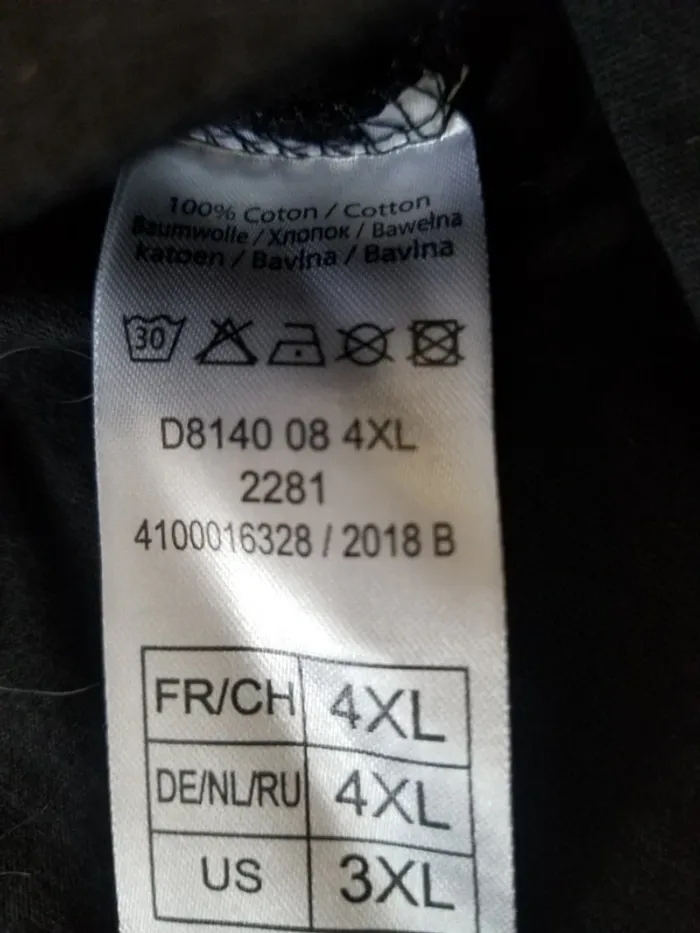 100% Coton / Cotton
Baumwolle / Хлопок / Bawełna
katoen / Bavlna / Bavlna
30
D8140 08 4XL
2281
4100016328 / 2018 B
FR/CH 4XL
DE/NL/RU 4XL
US 3XL